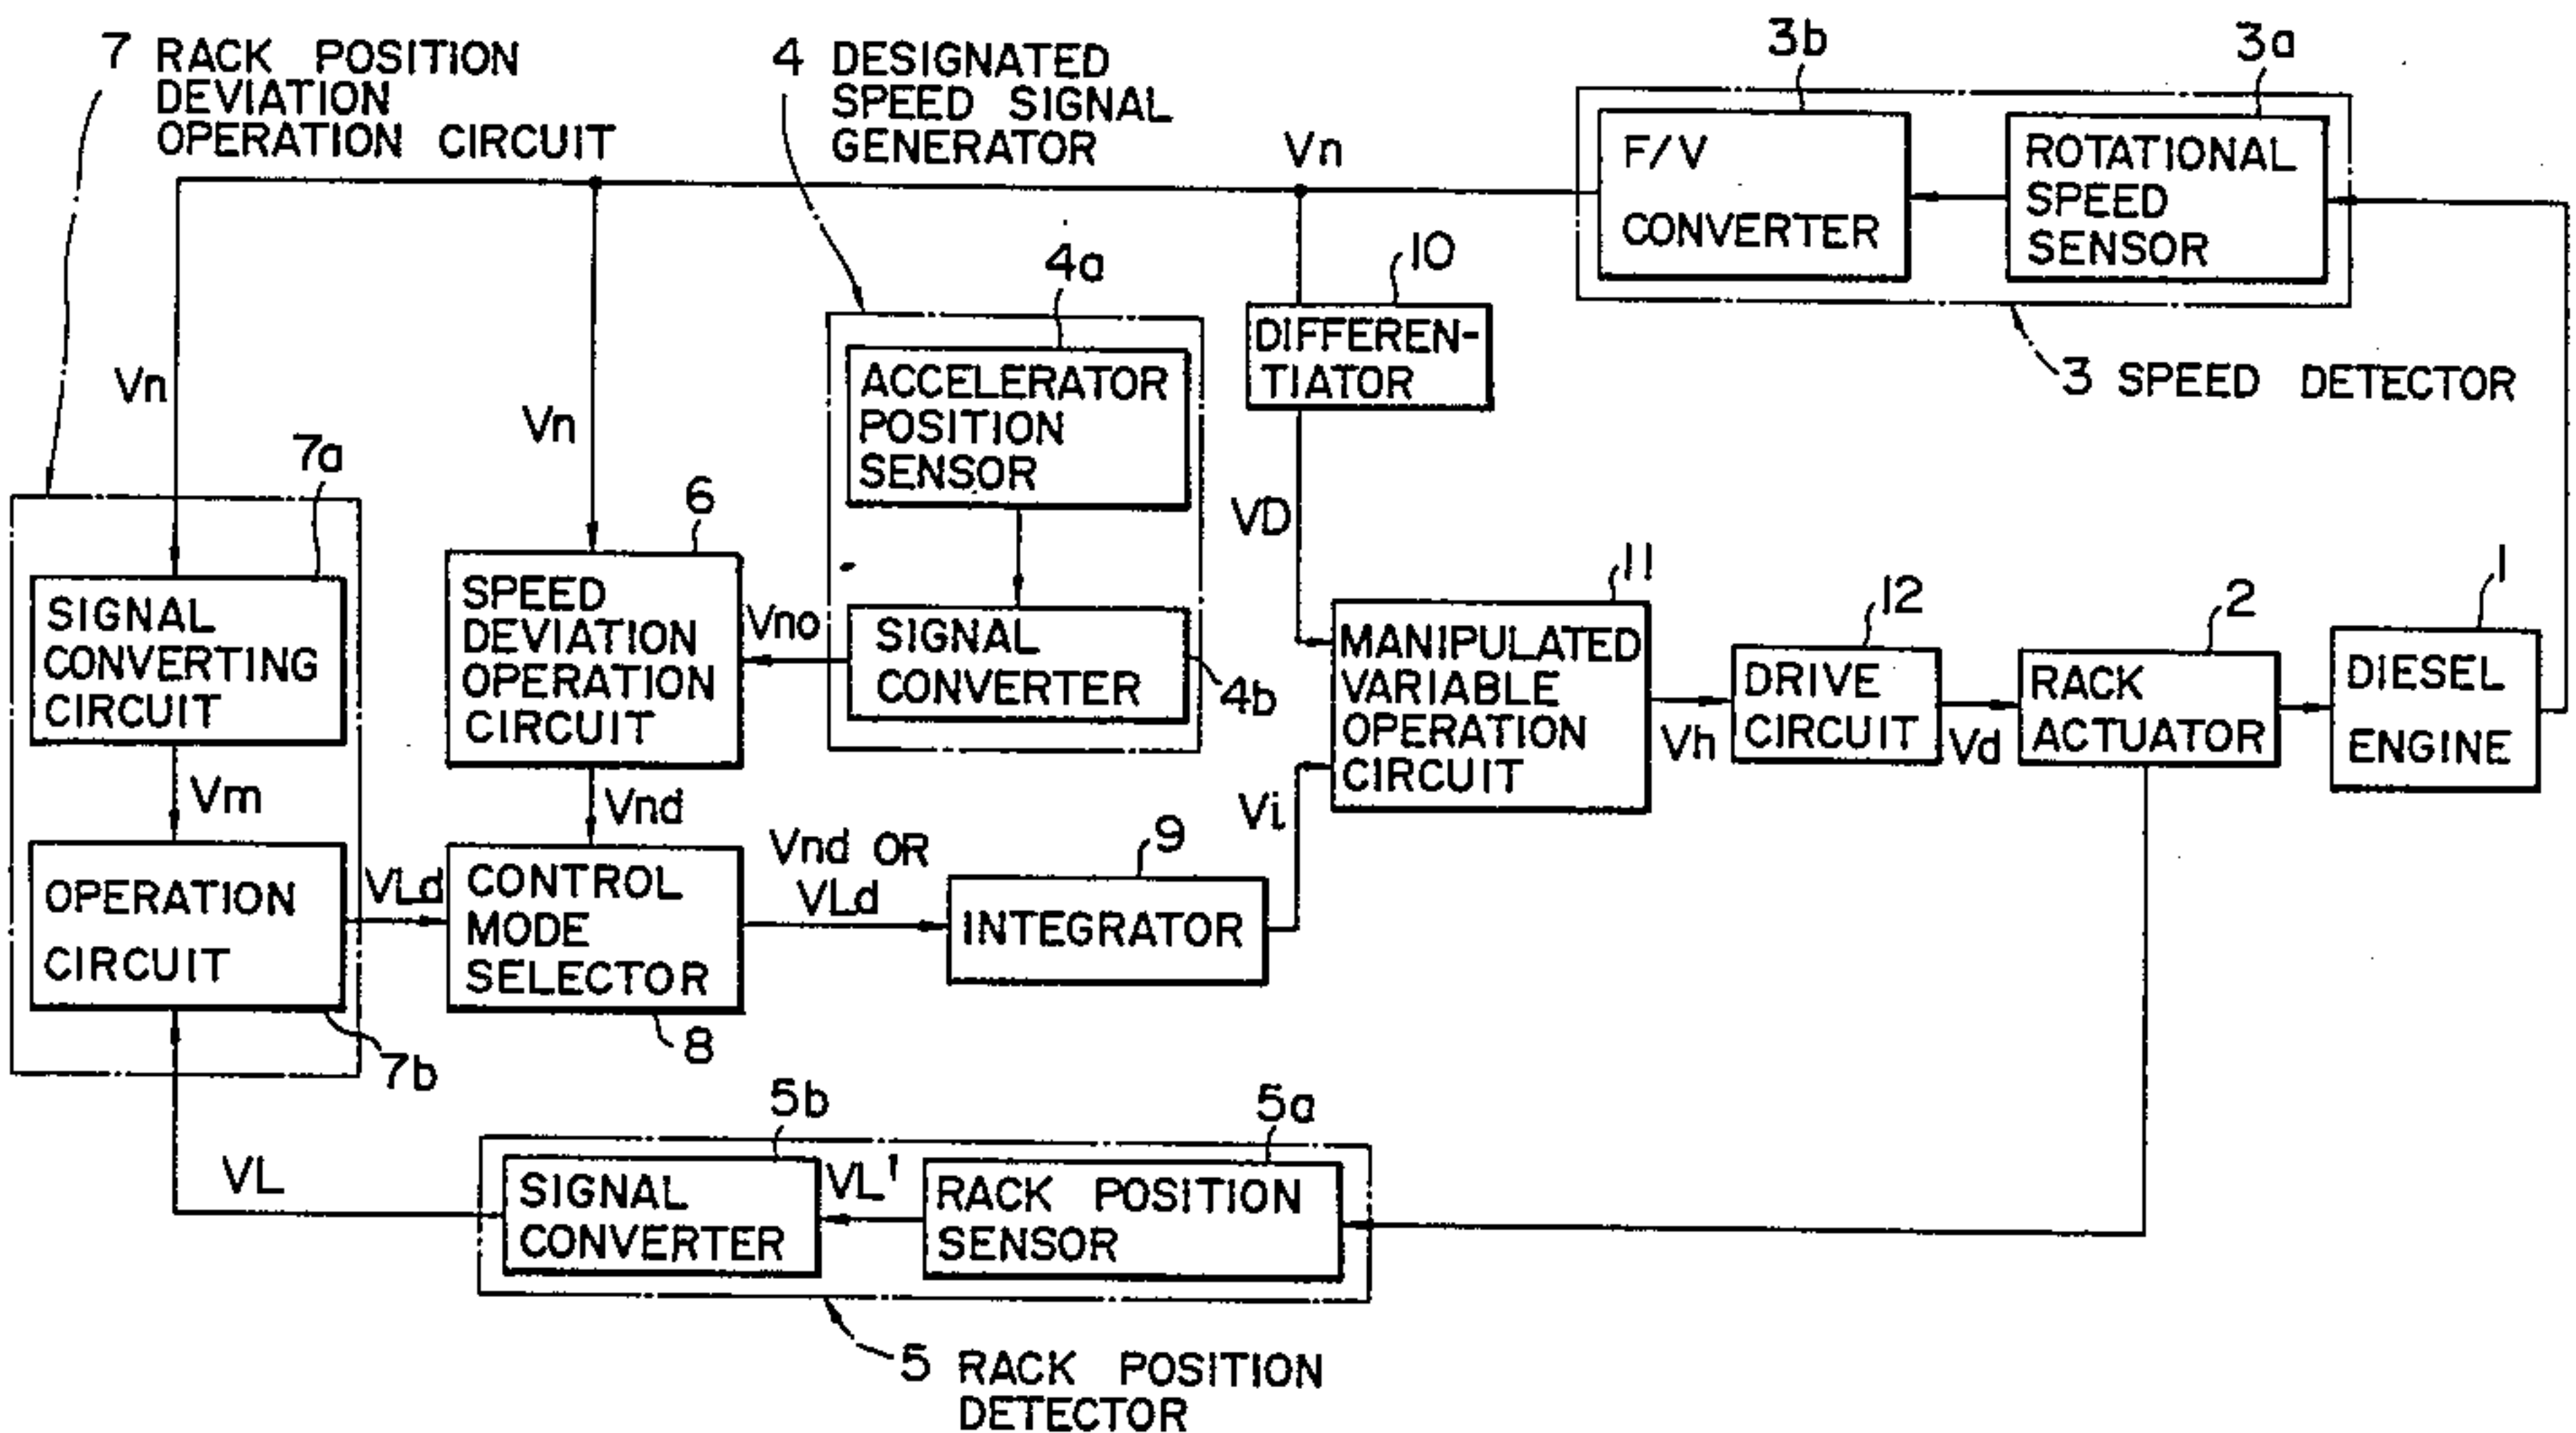 7 RACK POSITION
DEVIATION
OPERATION CIRCUIT
4 DESIGNATED
SPEED SIGNAL
GENERATOR
Vn
3b
3a
F/V
CONVERTER
ROTATIONAL
SPEED
SENSOR
3 SPEED DETECTOR
10
DIFFEREN-
TIATOR
4a
ACCELERATOR
POSITION
SENSOR
Vn
Vn
VD
7a
SIGNAL
CONVERTING
CIRCUIT
6
SPEED
DEVIATION
OPERATION
CIRCUIT
Vno
SIGNAL
CONVERTER
4b
11
MANIPULATED
VARIABLE
OPERATION
CIRCUIT
Vh
12
DRIVE
CIRCUIT
Vd
2
RACK
ACTUATOR
1
DIESEL
ENGINE
Vm
Vnd
Vi
OPERATION
CIRCUIT
7b
VLd
CONTROL
MODE
SELECTOR
8
Vnd OR
VLd
9
INTEGRATOR
VL
5b
SIGNAL
CONVERTER
VL'
5a
RACK POSITION
SENSOR
5 RACK POSITION
DETECTOR